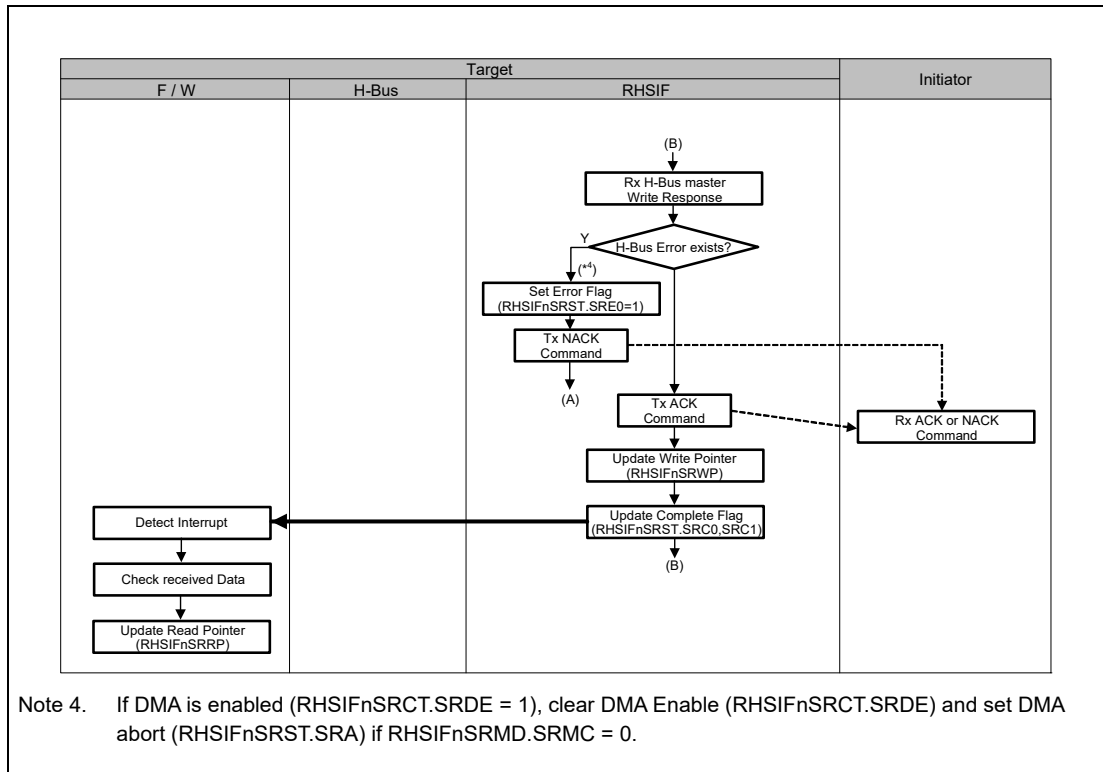 Target
Initiator
F / W
H-Bus
RHSIF
(B)
Rx H-Bus master
Write Response
Y
H-Bus Error exists?
(*4)
Set Error Flag
(RHSIFnSRST.SRE0=1)
Tx NACK
Command
(A)
Tx ACK
Command
Rx ACK or NACK
Command
Update Write Pointer
(RHSIFnSRWP)
Detect Interrupt
Update Complete Flag
(RHSIFnSRST.SRC0,SRC1)
(B)
Check received Data
Update Read Pointer
(RHSIFnSRRP)
Note 4. If DMA is enabled (RHSIFnSRCT.SRDE = 1), clear DMA Enable (RHSIFnSRCT.SRDE) and set DMA
abort (RHSIFnSRST.SRA) if RHSIFnSRMD.SRMC = 0.